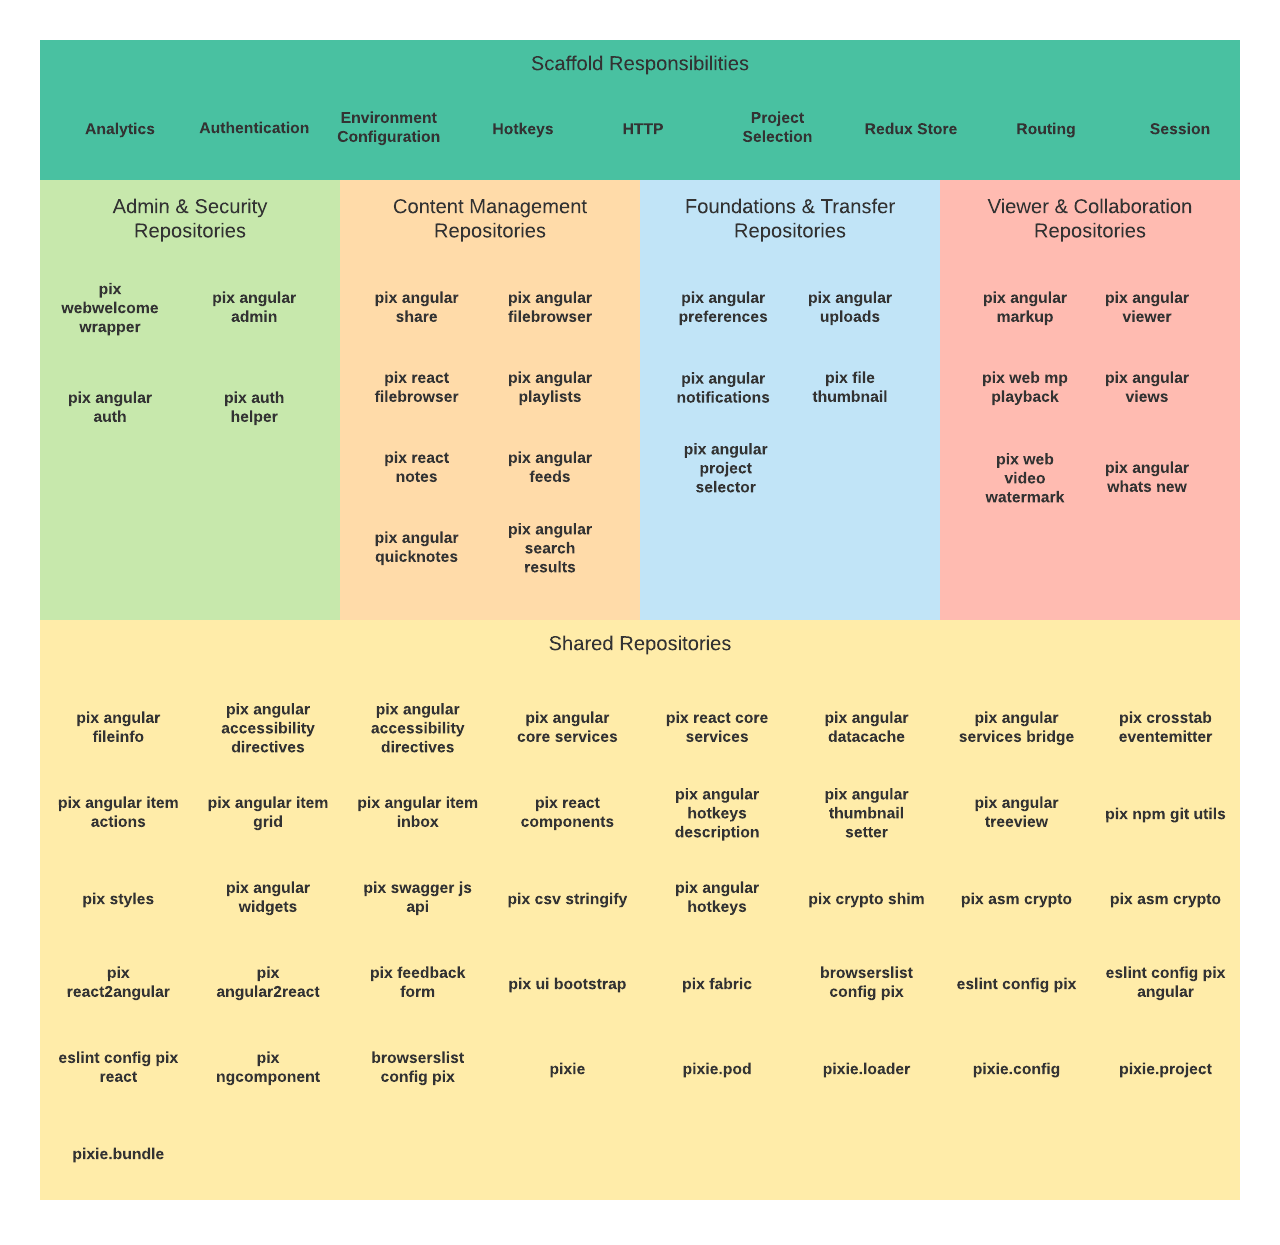 Scaffold Responsibilities
Analytics
Authentication
Environment
Configuration
Hotkeys
HTTP
Project
Selection
Redux Store
Routing
Session
Admin & Security
Repositories
pix
webwelcome
wrapper
pix angular
admin
pix angular
auth
pix auth
helper
Content Management
Repositories
pix angular
share
pix angular
filebrowser
pix react
filebrowser
pix angular
playlists
pix react
notes
pix angular
feeds
pix angular
quicknotes
pix angular
search
results
Foundations & Transfer
Repositories
pix angular
preferences
pix angular
uploads
pix angular
notifications
pix file
thumbnail
pix angular
project
selector
Viewer & Collaboration
Repositories
pix angular
markup
pix angular
viewer
pix web mp
playback
pix angular
views
pix web
video
watermark
pix angular
whats new
Shared Repositories
pix angular
fileinfo
pix angular
accessibility
directives
pix angular
accessibility
directives
pix angular
core services
pix react core
services
pix angular
datacache
pix angular
services bridge
pix crosstab
eventemitter
pix angular item
actions
pix angular item
grid
pix angular item
inbox
pix react
components
pix angular
hotkeys
description
pix angular
thumbnail
setter
pix angular
treeview
pix npm git utils
pix styles
pix angular
widgets
pix swagger js
api
pix csv stringify
pix angular
hotkeys
pix crypto shim
pix asm crypto
pix asm crypto
pix
react2angular
pix
angular2react
pix feedback
form
pix ui bootstrap
pix fabric
browserslist
config pix
eslint config pix
eslint config pix
angular
eslint config pix
react
pix
ngcomponent
browserslist
config pix
pixie
pixie.pod
pixie.loader
pixie.config
pixie.project
pixie.bundle